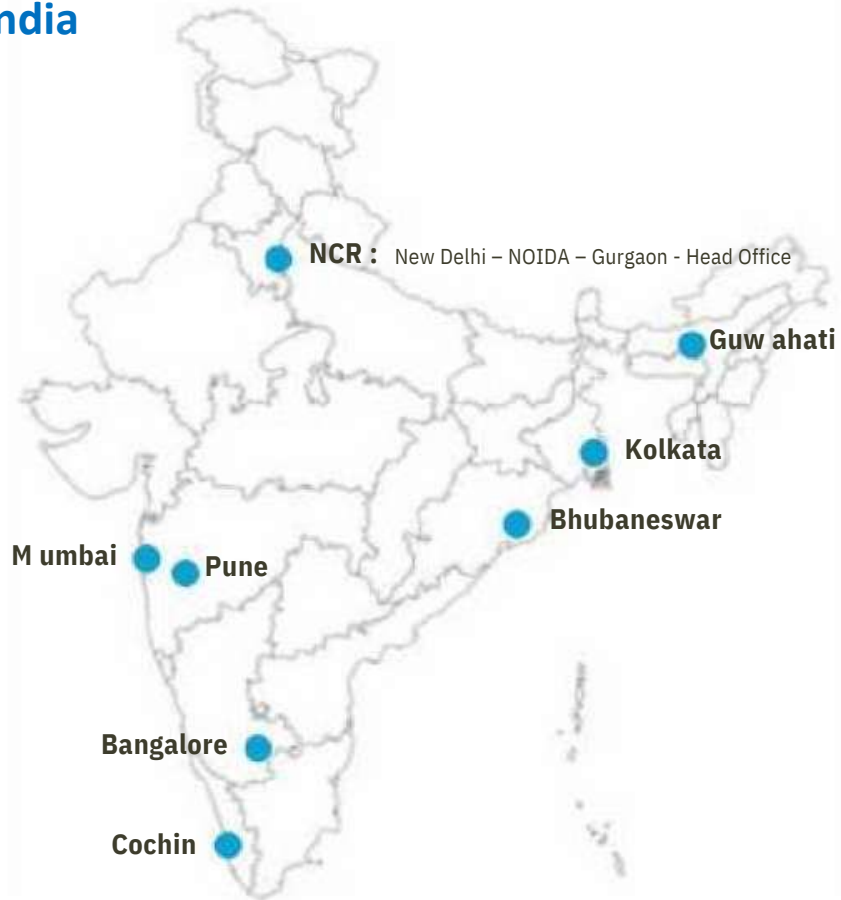 ndia
NCR : New Delhi – NOIDA – Gurgaon - Head Office
Guw ahati
Kolkata
Bhubaneswar
M umbai
Pune
Bangalore
Cochin